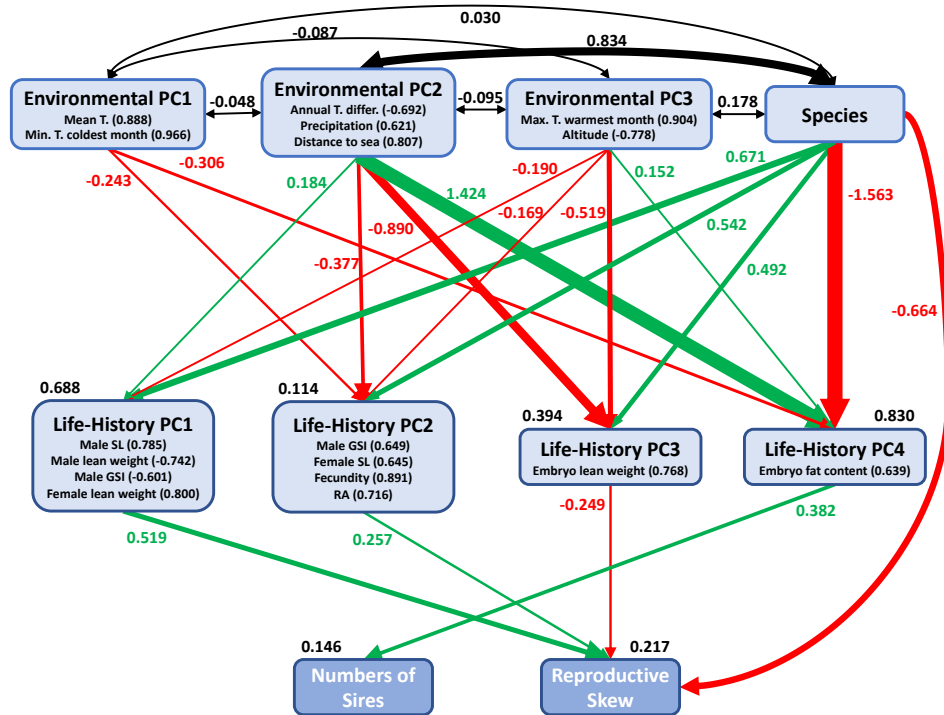 0.030
-0.087
0.834
Environmental PC1
Mean T. (0.888)
Min. T. coldest month (0.966)
-0.048
Environmental PC2
Annual T. differ. (-0.692)
Precipitation (0.621)
Distance to sea (0.807)
-0.095
Environmental PC3
Max. T. warmest month (0.904)
Altitude (-0.778)
0.178
Species
-0.306
-0.243
0.184
1.424
-0.190
0.152
0.671
-0.169
-0.519
-0.890
-0.377
0.542
0.492
-1.563
-0.664
0.688
Life-History PC1
Male SL (0.785)
Male lean weight (-0.742)
Male GSI (-0.601)
Female lean weight (0.800)
0.114
Life-History PC2
Male GSI (0.649)
Female SL (0.645)
Fecundity (0.891)
RA (0.716)
0.394
Life-History PC3
Embryo lean weight (0.768)
0.830
Life-History PC4
Embryo fat content (0.639)
0.519
0.257
-0.249
0.382
0.146
Numbers of
Sires
0.217
Reproductive
Skew